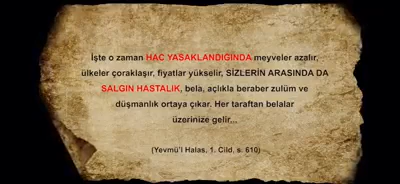 İşte o zaman HAC YASAKLANDIĞINDA meyveler azalır,
ülkeler çoraklaşır, fiyatlar yükselir, SİZLERİN ARASINDA DA
SALGIN HASTALIK, bela, açlıkla beraber zulüm ve
düşmanlık ortaya çıkar. Her taraftan belalar
üzerinize gelir...
(Yevmü'l Halas, 1. Cild, s. 610)